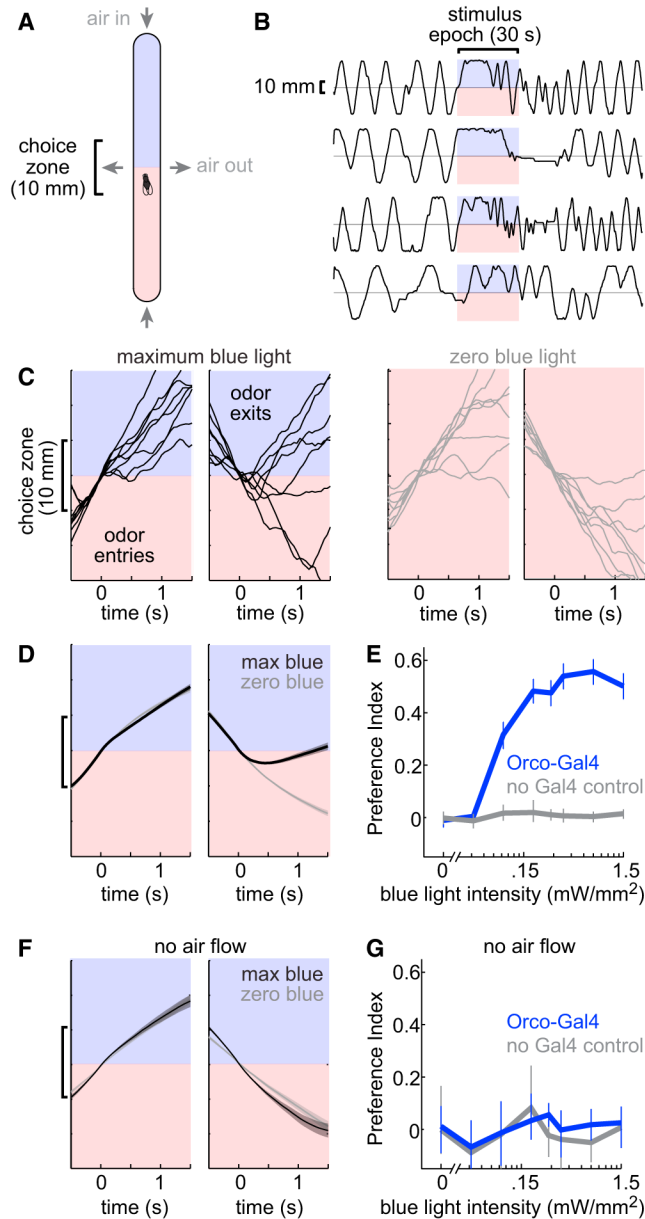 A
air in
choice
zone
(10 mm)
air out
B
stimulus
epoch (30 s)
10 mm
C
maximum blue light
zero blue light
choice zone
(10 mm)
odor
entries
odor
exits
0
1
time (s)
0
1
time (s)
0
1
time (s)
0
1
time (s)
D
max blue
zero blue
0
1
time (s)
0
1
time (s)
E
Preference Index
0.6
0.4
0.2
0
Orco-Gal4
no Gal4 control
0
.15
1.5
blue light intensity (mW/mm²)
F
no air flow
max blue
zero blue
0
1
time (s)
0
1
time (s)
G
no air flow
Preference Index
0.6
0.4
0.2
0
Orco-Gal4
no Gal4 control
0
.15
1.5
blue light intensity (mW/mm²)